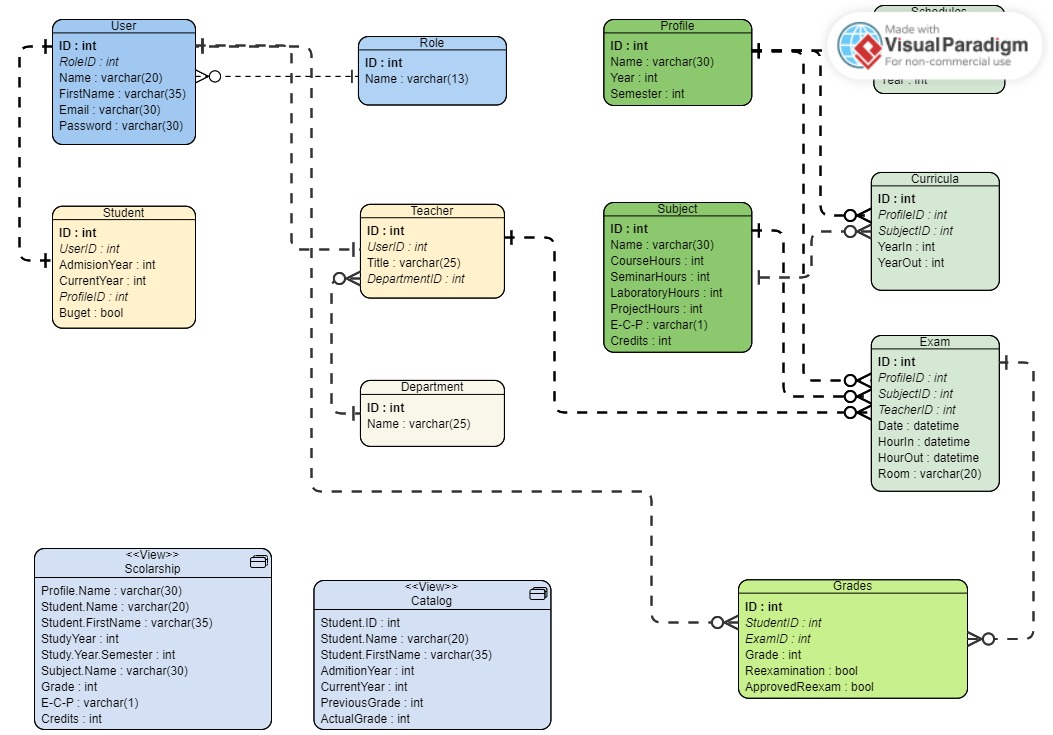 User
ID : int
RoleID : int
Name : varchar(20)
FirstName : varchar(35)
Email : varchar(30)
Password : varchar(30)
Role
ID : int
Name : varchar(13)
Profile
ID : int
Name : varchar(30)
Year : int
Semester : int
Schedules
Year : int
Made with
VisualParadigm
For non-commercial use
Student
ID : int
UserID : int
AdmisionYear : int
CurrentYear : int
ProfileID : int
Buget : bool
Teacher
ID : int
UserID : int
Title : varchar(25)
DepartmentID : int
Subject
ID : int
Name : varchar(30)
CourseHours : int
SeminarHours : int
LaboratoryHours : int
ProjectHours : int
E-C-P : varchar(1)
Credits : int
Curricula
ID : int
ProfileID : int
SubjectID : int
YearIn : int
YearOut : int
Department
ID : int
Name : varchar(25)
Exam
ID : int
ProfileID : int
SubjectID : int
TeacherID : int
Date : datetime
HourIn : datetime
HourOut : datetime
Room : varchar(20)
<<View>>
Scolarship
Profile.Name : varchar(30)
Student.Name : varchar(20)
Student.FirstName : varchar(35)
StudyYear : int
Study.Year.Semester : int
Subject.Name : varchar(30)
Grade : int
E-C-P : varchar(1)
Credits : int
<<View>>
Catalog
Student.ID : int
Student.Name : varchar(20)
Student.FirstName : varchar(35)
AdmitionYear : int
CurrentYear : int
PreviousGrade : int
ActualGrade : int
Grades
ID : int
StudentID : int
ExamID : int
Grade : int
Reexamination : bool
ApprovedReexam : bool